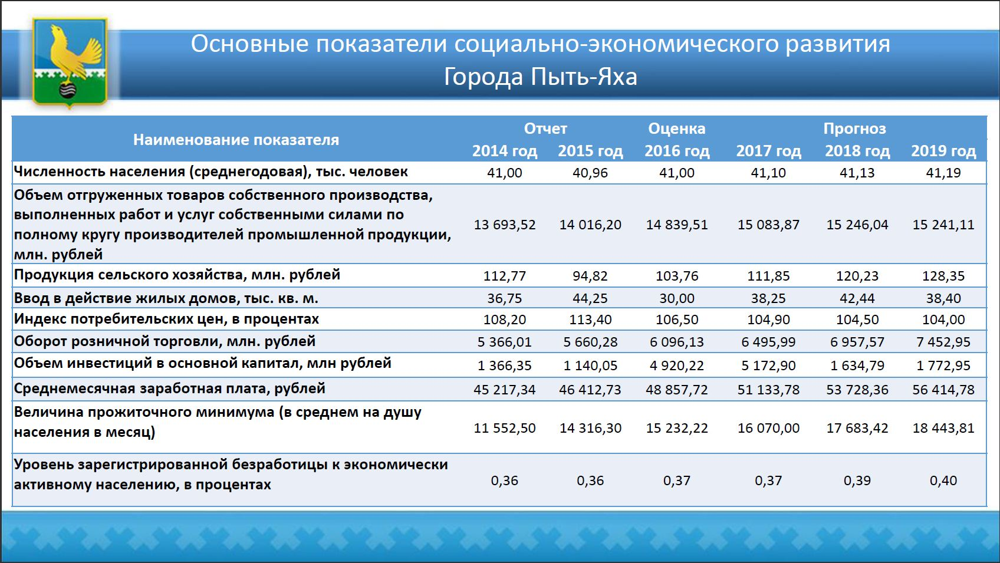 Основные показатели социально-экономического развития
Города Пыть-Яха
Наименование показателя
Отчет Оценка Прогноз
2014 год 2015 год 2016 год 2017 год 2018 год 2019 год
Численность населения (среднегодовая), тыс. человек 41,00 40,96 41,00 41,10 41,13 41,19
Объем отгруженных товаров собственного производства,
выполненных работ и услуг собственными силами по
полному кругу производителей промышленной продукции,
млн. рублей
13 693,52 14 016,20 14 839,51 15 083,87 15 246,04 15 241,11
Продукция сельского хозяйства, млн. рублей 112,77 94,82 103,76 111,85 120,23 128,35
Ввод в действие жилых домов, тыс. кв. м. 36,75 44,25 30,00 38,25 42,44 38,40
Индекс потребительских цен, в процентах 108,20 113,40 106,50 104,90 104,50 104,00
Оборот розничной торговли, млн. рублей 5 366,01 5 660,28 6 096,13 6 495,99 6 957,57 7 452,95
Объем инвестиций в основной капитал, млн рублей 1 366,35 1 140,05 4 920,22 5 172,90 1 634,79 1 772,95
Среднемесячная заработная плата, рублей 45 217,34 46 412,73 48 857,72 51 133,78 53 728,36 56 414,78
Величина прожиточного минимума (в среднем на душу
населения в месяц)
11 552,50 14 316,30 15 232,22 16 070,00 17 683,42 18 443,81
Уровень зарегистрированной безработицы к экономически
активному населению, в процентах
0,36 0,36 0,37 0,37 0,39 0,40